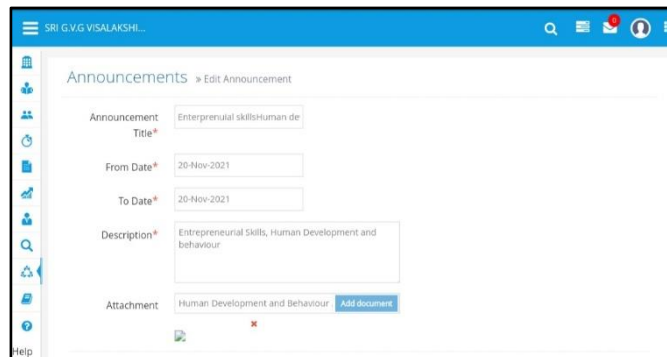 SRI G.V.G VISALAKSHI...
0
Announcements » Edit Announcement
Announcement Title*
Enterprenuial skillsHuman de
From Date*
20-Nov-2021
To Date*
20-Nov-2021
Description*
Entrepreneurial Skills, Human Development and
behaviour
Attachment
Human Development and Behaviour
Add document
Help